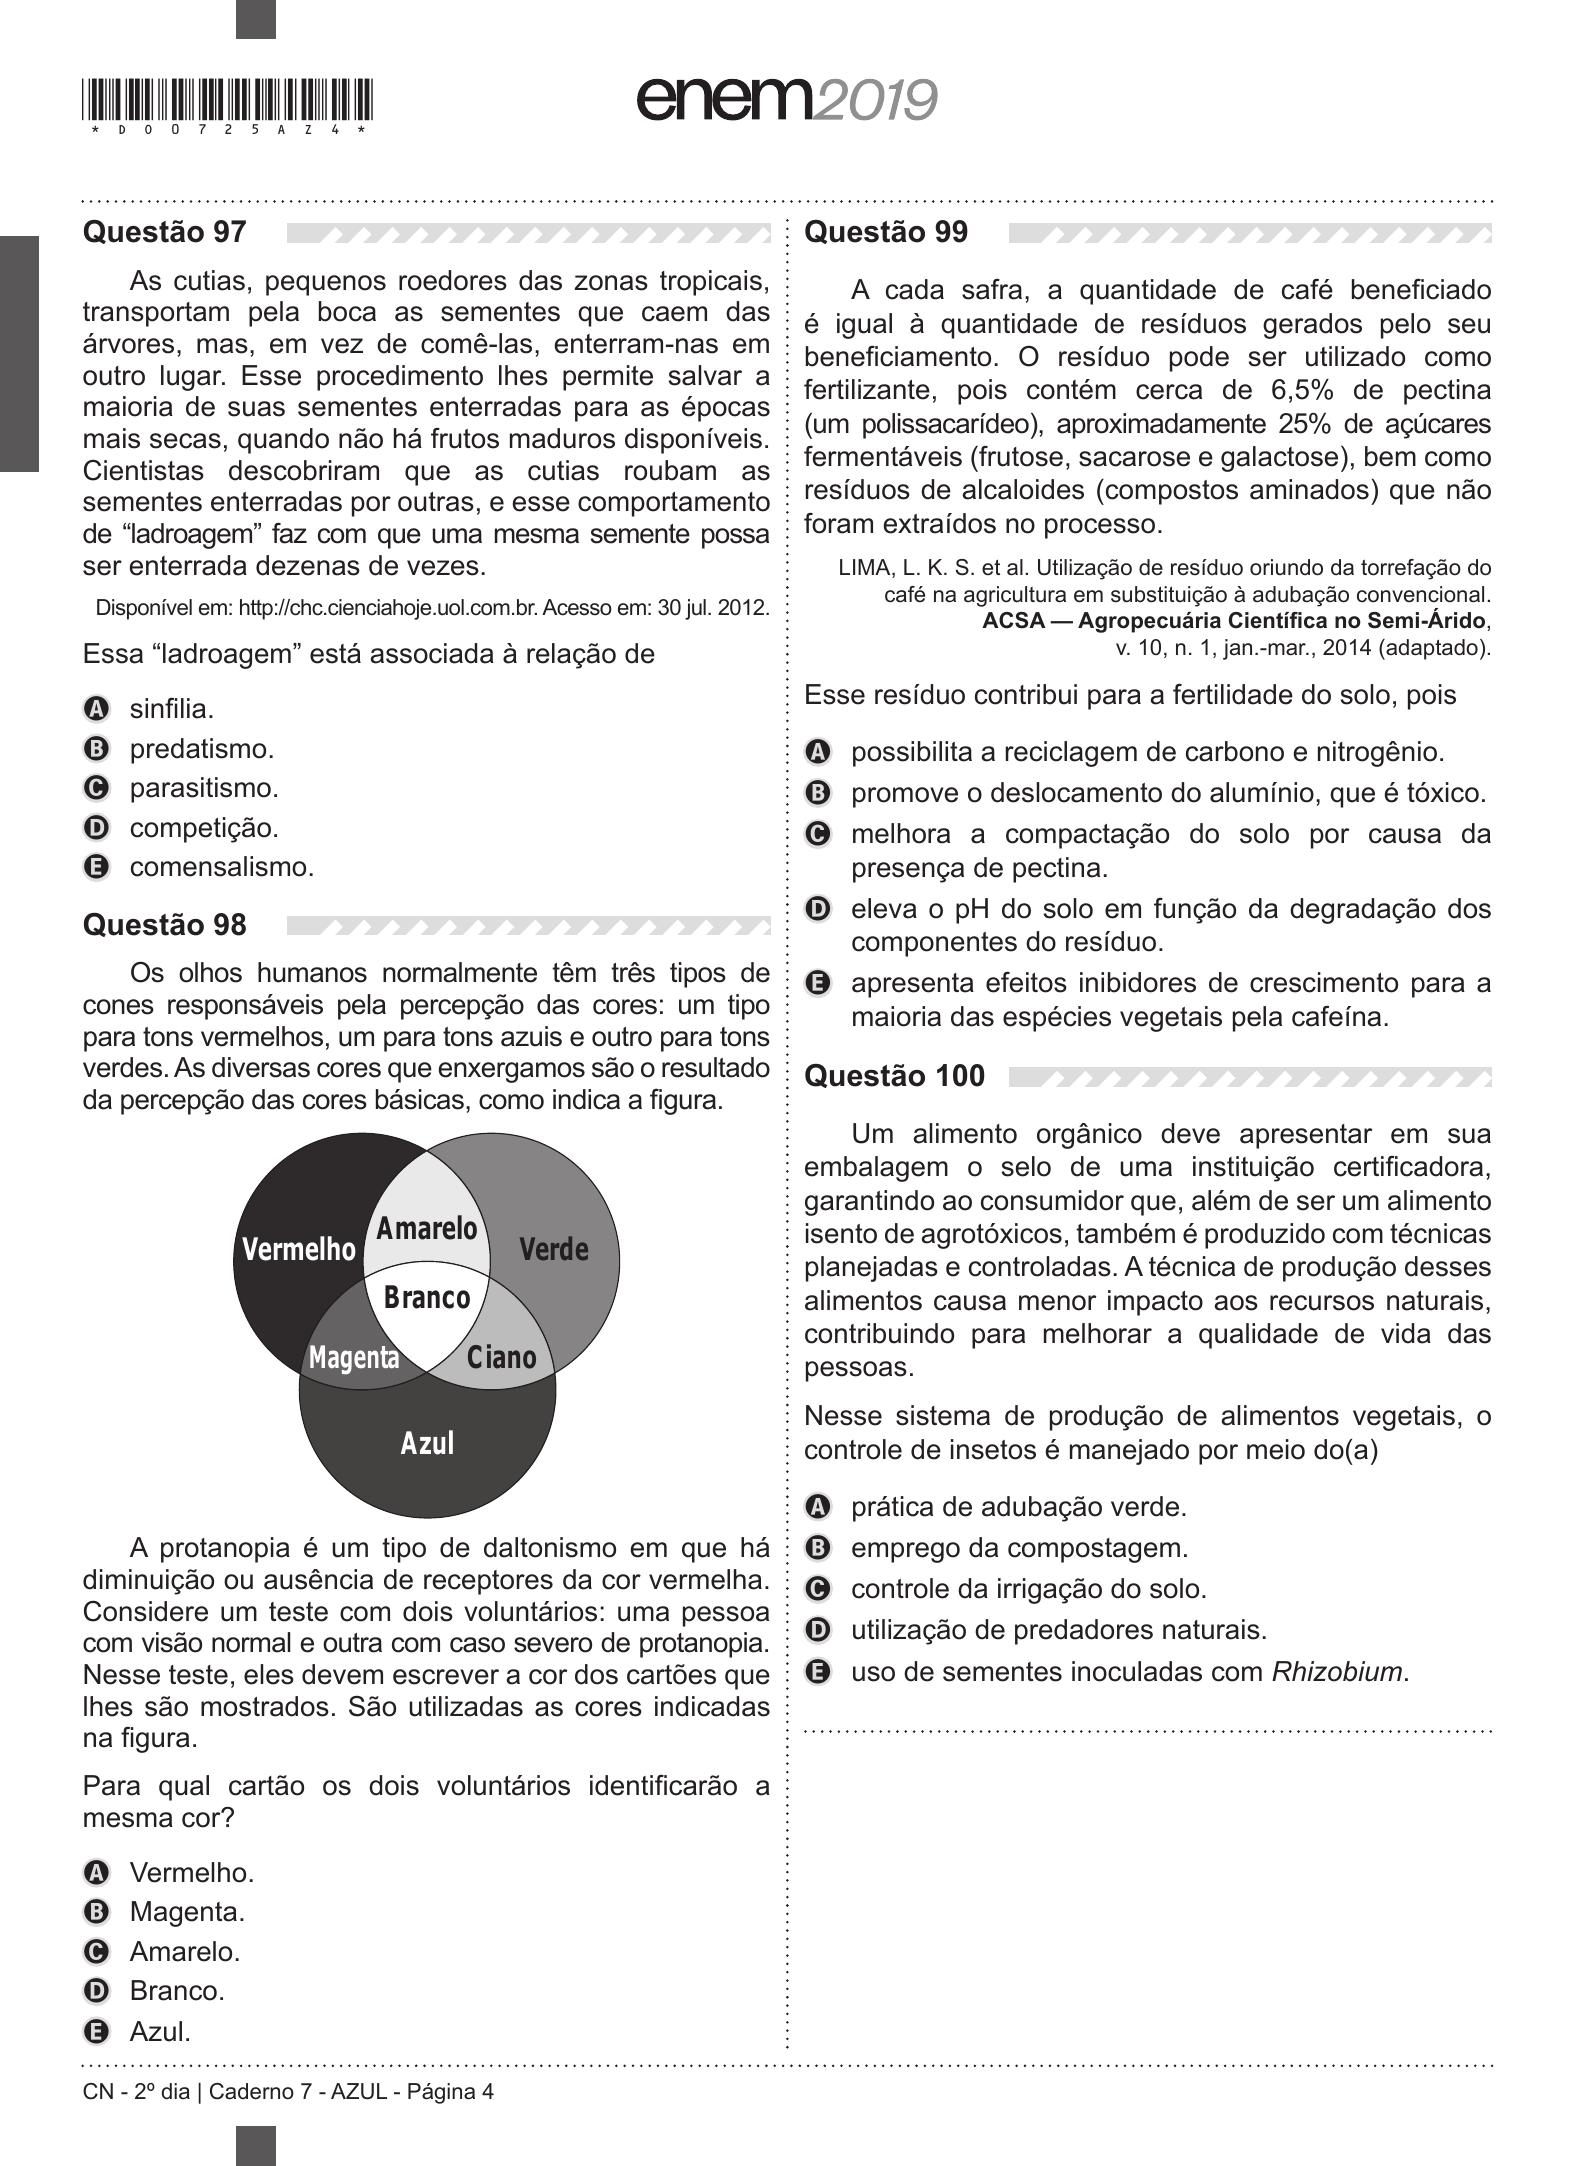 *D0O725AZ4*
enem2019
Questão 97
As cutias, pequenos roedores das zonas tropicais,
transportam pela boca as sementes que caem das
árvores, mas, em vez de comê-las, enterram-nas em
outro lugar. Esse procedimento lhes permite salvar a
maioria de suas sementes enterradas para as épocas
mais secas, quando não há frutos maduros disponíveis.
Cientistas descobriram que as cutias roubam as
sementes enterradas por outras, e esse comportamento
de “ladroagem” faz com que uma mesma semente possa
ser enterrada dezenas de vezes.
Disponível em: http://chc.cienciahoje.uol.com.br. Acesso em: 30 jul. 2012.
Essa “ladroagem” está associada à relação de
A sinfilia.
B predatismo.
C parasitismo.
D competição.
E comensalismo.
Questão 98
Os olhos humanos normalmente têm três tipos de
cones responsáveis pela percepção das cores: um tipo
para tons vermelhos, um para tons azuis e outro para tons
verdes. As diversas cores que enxergamos são o resultado
da percepção das cores básicas, como indica a figura.
Amarelo
Vermelho
Verde
Branco
Magenta
Ciano
Azul
A protanopia é um tipo de daltonismo em que há
diminuição ou ausência de receptores da cor vermelha.
Considere um teste com dois voluntários: uma pessoa
com visão normal e outra com caso severo de protanopia.
Nesse teste, eles devem escrever a cor dos cartões que
lhes são mostrados. São utilizadas as cores indicadas
na figura.
Para qual cartão os dois voluntários identificarão a
mesma cor?
A Vermelho.
B Magenta.
C Amarelo.
D Branco.
E Azul.
Questão 99
A cada safra, a quantidade de café beneficiado
é igual à quantidade de resíduos gerados pelo seu
beneficiamento. O resíduo pode ser utilizado como
fertilizante, pois contém cerca de 6,5% de pectina
(um polissacarídeo), aproximadamente 25% de açúcares
fermentáveis (frutose, sacarose e galactose), bem como
resíduos de alcaloides (compostos aminados) que não
foram extraídos no processo.
LIMA, L. K. S. et al. Utilização de resíduo oriundo da torrefação do
café na agricultura em substituição à adubação convencional.
ACSA — Agropecuária Científica no Semi-Árido,
v. 10, n. 1, jan.-mar., 2014 (adaptado).
Esse resíduo contribui para a fertilidade do solo, pois
A possibilita a reciclagem de carbono e nitrogênio.
B promove o deslocamento do alumínio, que é tóxico.
C melhora a compactação do solo por causa da
presença de pectina.
D eleva o pH do solo em função da degradação dos
componentes do resíduo.
E apresenta efeitos inibidores de crescimento para a
maioria das espécies vegetais pela cafeína.
Questão 100
Um alimento orgânico deve apresentar em sua
embalagem o selo de uma instituição certificadora,
garantindo ao consumidor que, além de ser um alimento
isento de agrotóxicos, também é produzido com técnicas
planejadas e controladas. A técnica de produção desses
alimentos causa menor impacto aos recursos naturais,
contribuindo para melhorar a qualidade de vida das
pessoas.
Nesse sistema de produção de alimentos vegetais, o
controle de insetos é manejado por meio do(a)
A prática de adubação verde.
B emprego da compostagem.
C controle da irrigação do solo.
D utilização de predadores naturais.
E uso de sementes inoculadas com Rhizobium.
CN - 2º dia | Caderno 7 - AZUL - Página 4